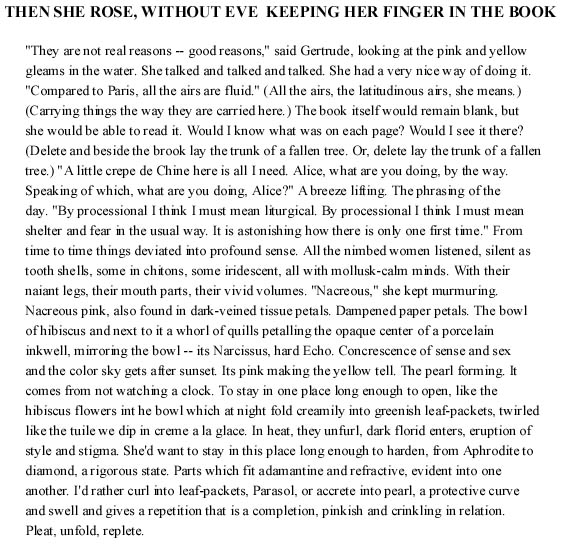 THEN SHE ROSE, WITHOUT EVE KEEPING HER FINGER IN THE BOOK
"They are not real reasons -- good reasons," said Gertrude, looking at the pink and yellow
gleams in the water. She talked and talked and talked. She had a very nice way of doing it.
"Compared to Paris, all the airs are fluid." (All the airs, the latitudinous airs, she means.)
(Carrying things the way they are carried here.) The book itself would remain blank, but
she would be able to read it. Would I know what was on each page? Would I see it there?
(Delete and beside the brook lay the trunk of a fallen tree. Or, delete lay the trunk of a fallen
tree.) "A little crepe de Chine here is all I need. Alice, what are you doing, by the way.
Speaking of which, what are you doing, Alice?" A breeze lifting. The phrasing of the
day. "By processional I think I must mean liturgical. By processional I think I must mean
shelter and fear in the usual way. It is astonishing how there is only one first time." From
time to time things deviated into profound sense. All the nimbed women listened, silent as
tooth shells, some in chitons, some iridescent, all with mollusk-calm minds. With their
naiant legs, their mouth parts, their vivid volumes. "Nacreous," she kept murmuring.
Nacreous pink, also found in dark-veined tissue petals. Dampened paper petals. The bowl
of hibiscus and next to it a whorl of quills petalling the opaque center of a porcelain
inkwell, mirroring the bowl -- its Narcissus, hard Echo. Concrescence of sense and sex
and the color sky gets after sunset. Its pink making the yellow tell. The pearl forming. It
comes from not watching a clock. To stay in one place long enough to open, like the
hibiscus flowers int he bowl which at night fold creamily into greenish leaf-packets, twirled
like the tuile we dip in creme a la glace. In heat, they unfurl, dark florid enters, eruption of
style and stigma. She'd want to stay in this place long enough to harden, from Aphrodite to
diamond, a rigorous state. Parts which fit adamantine and refractive, evident into one
another. I'd rather curl into leaf-packets, Parasol, or accrete into pearl, a protective curve
and swell and gives a repetition that is a completion, pinkish and crinkling in relation.
Pleat, unfold, replete.